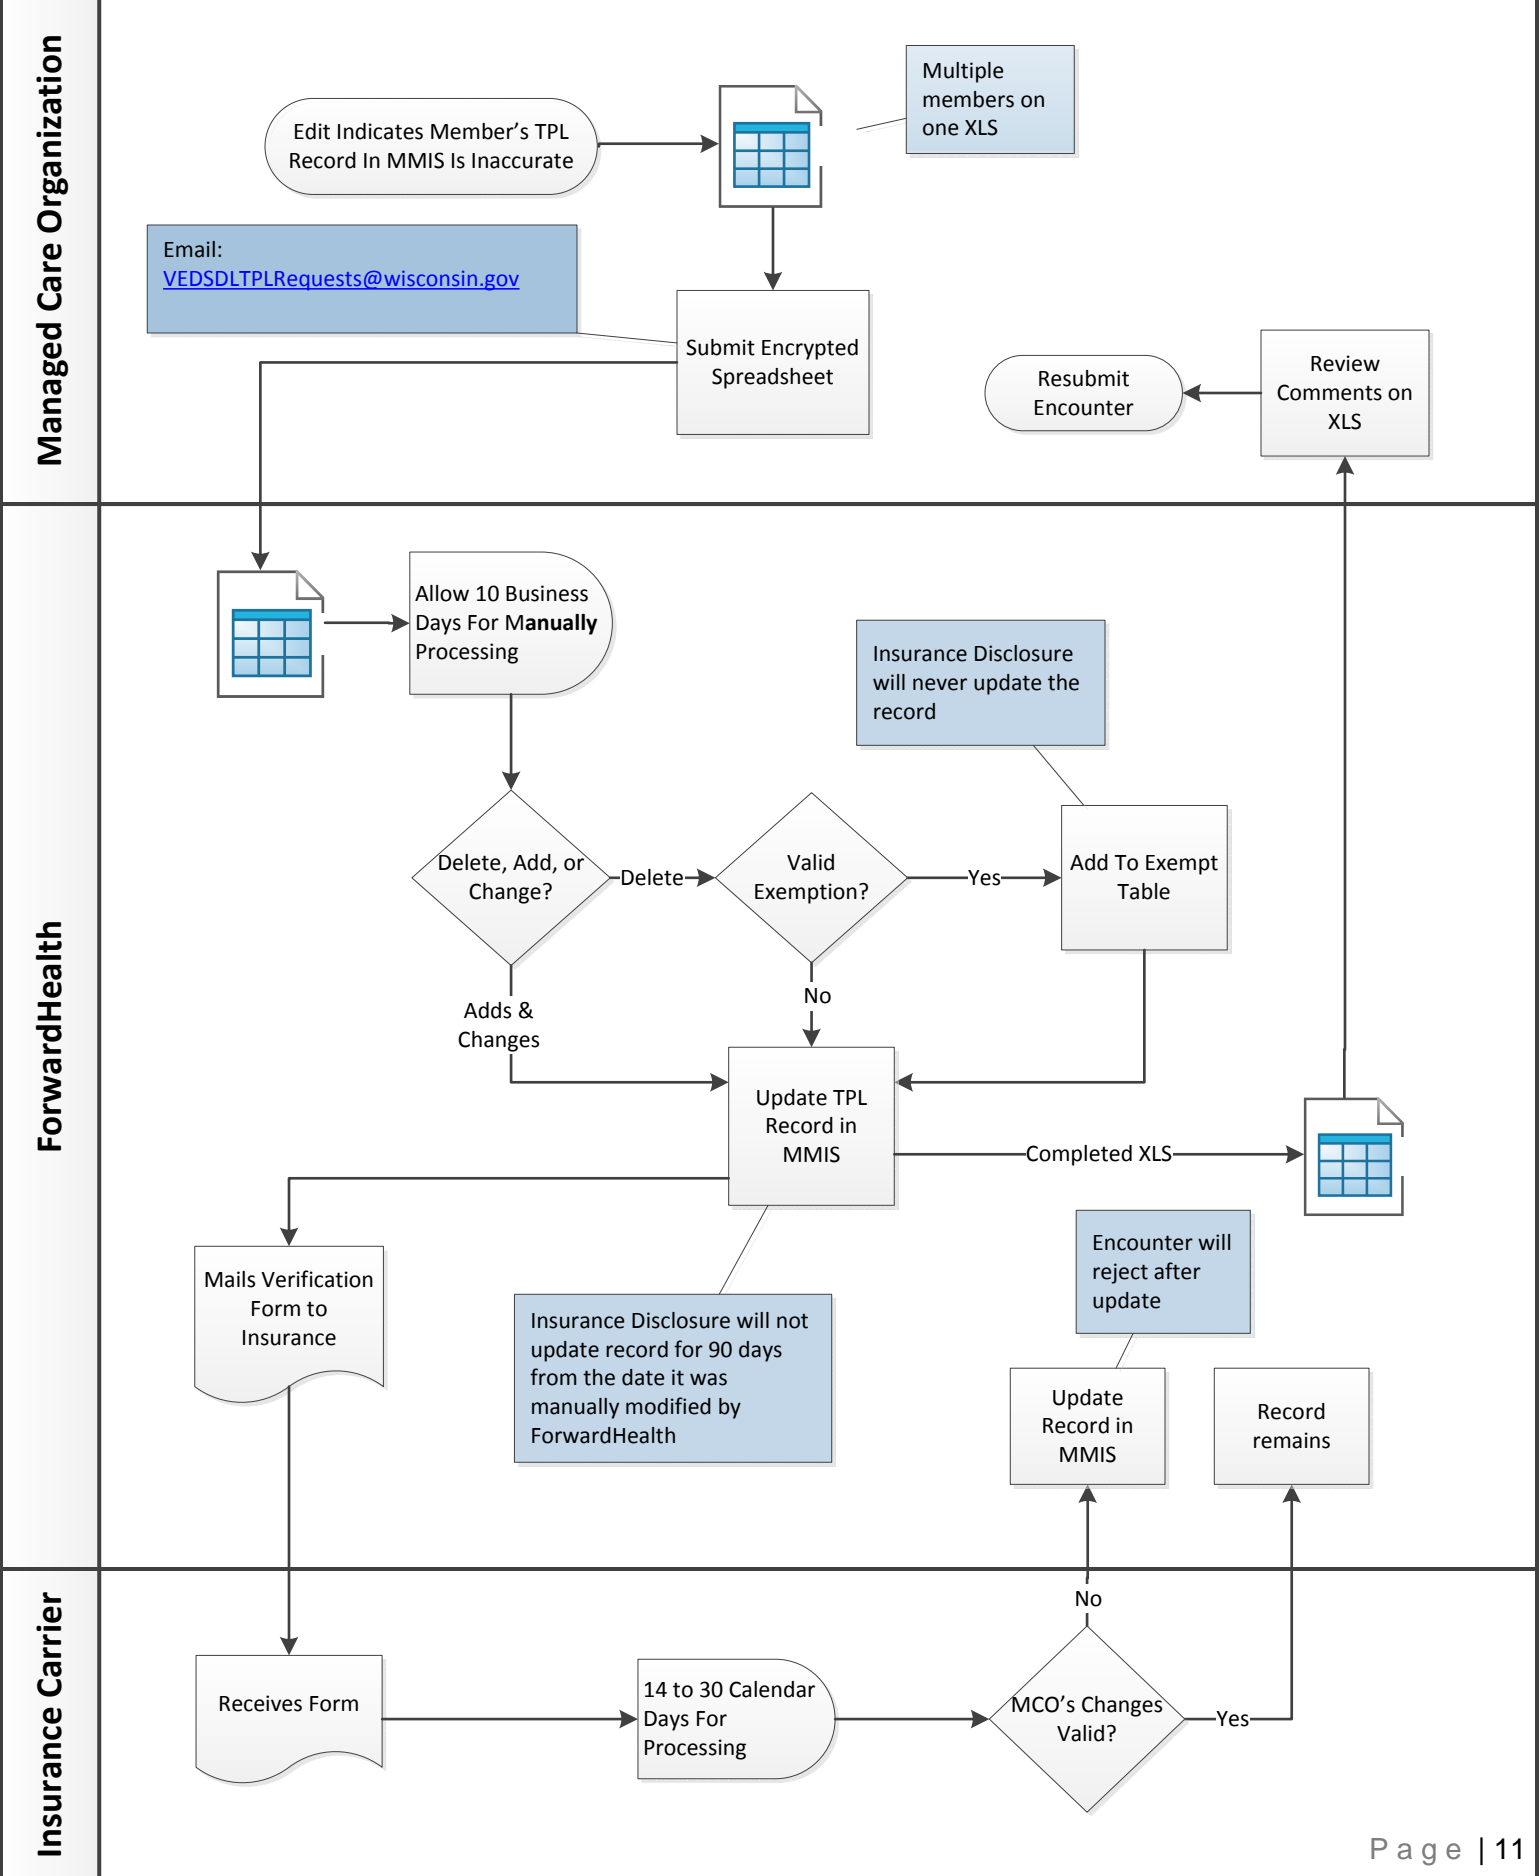 Managed Care Organization
Edit Indicates Member's TPL
Record In MMIS Is Inaccurate
Multiple
members on
one XLS
Email:
VEDSDLTPLRequests@wisconsin.gov
Submit Encrypted
Spreadsheet
Resubmit
Encounter
Review
Comments on
XLS
ForwardHealth
Allow 10 Business
Days For Manually
Processing
Insurance Disclosure
will never update the
record
Delete, Add, or
Change?
Delete
Valid
Exemption?
Yes
Add To Exempt
Table
Adds &
Changes
No
Update TPL
Record in
MMIS
Completed XLS
Mails Verification
Form to
Insurance
Insurance Disclosure will not
update record for 90 days
from the date it was
manually modified by
ForwardHealth
Encounter will
reject after
update
Update
Record in
MMIS
Record
remains
Insurance Carrier
Receives Form
14 to 30 Calendar
Days For
Processing
MCO's Changes
Valid?
No
Yes
Page | 11